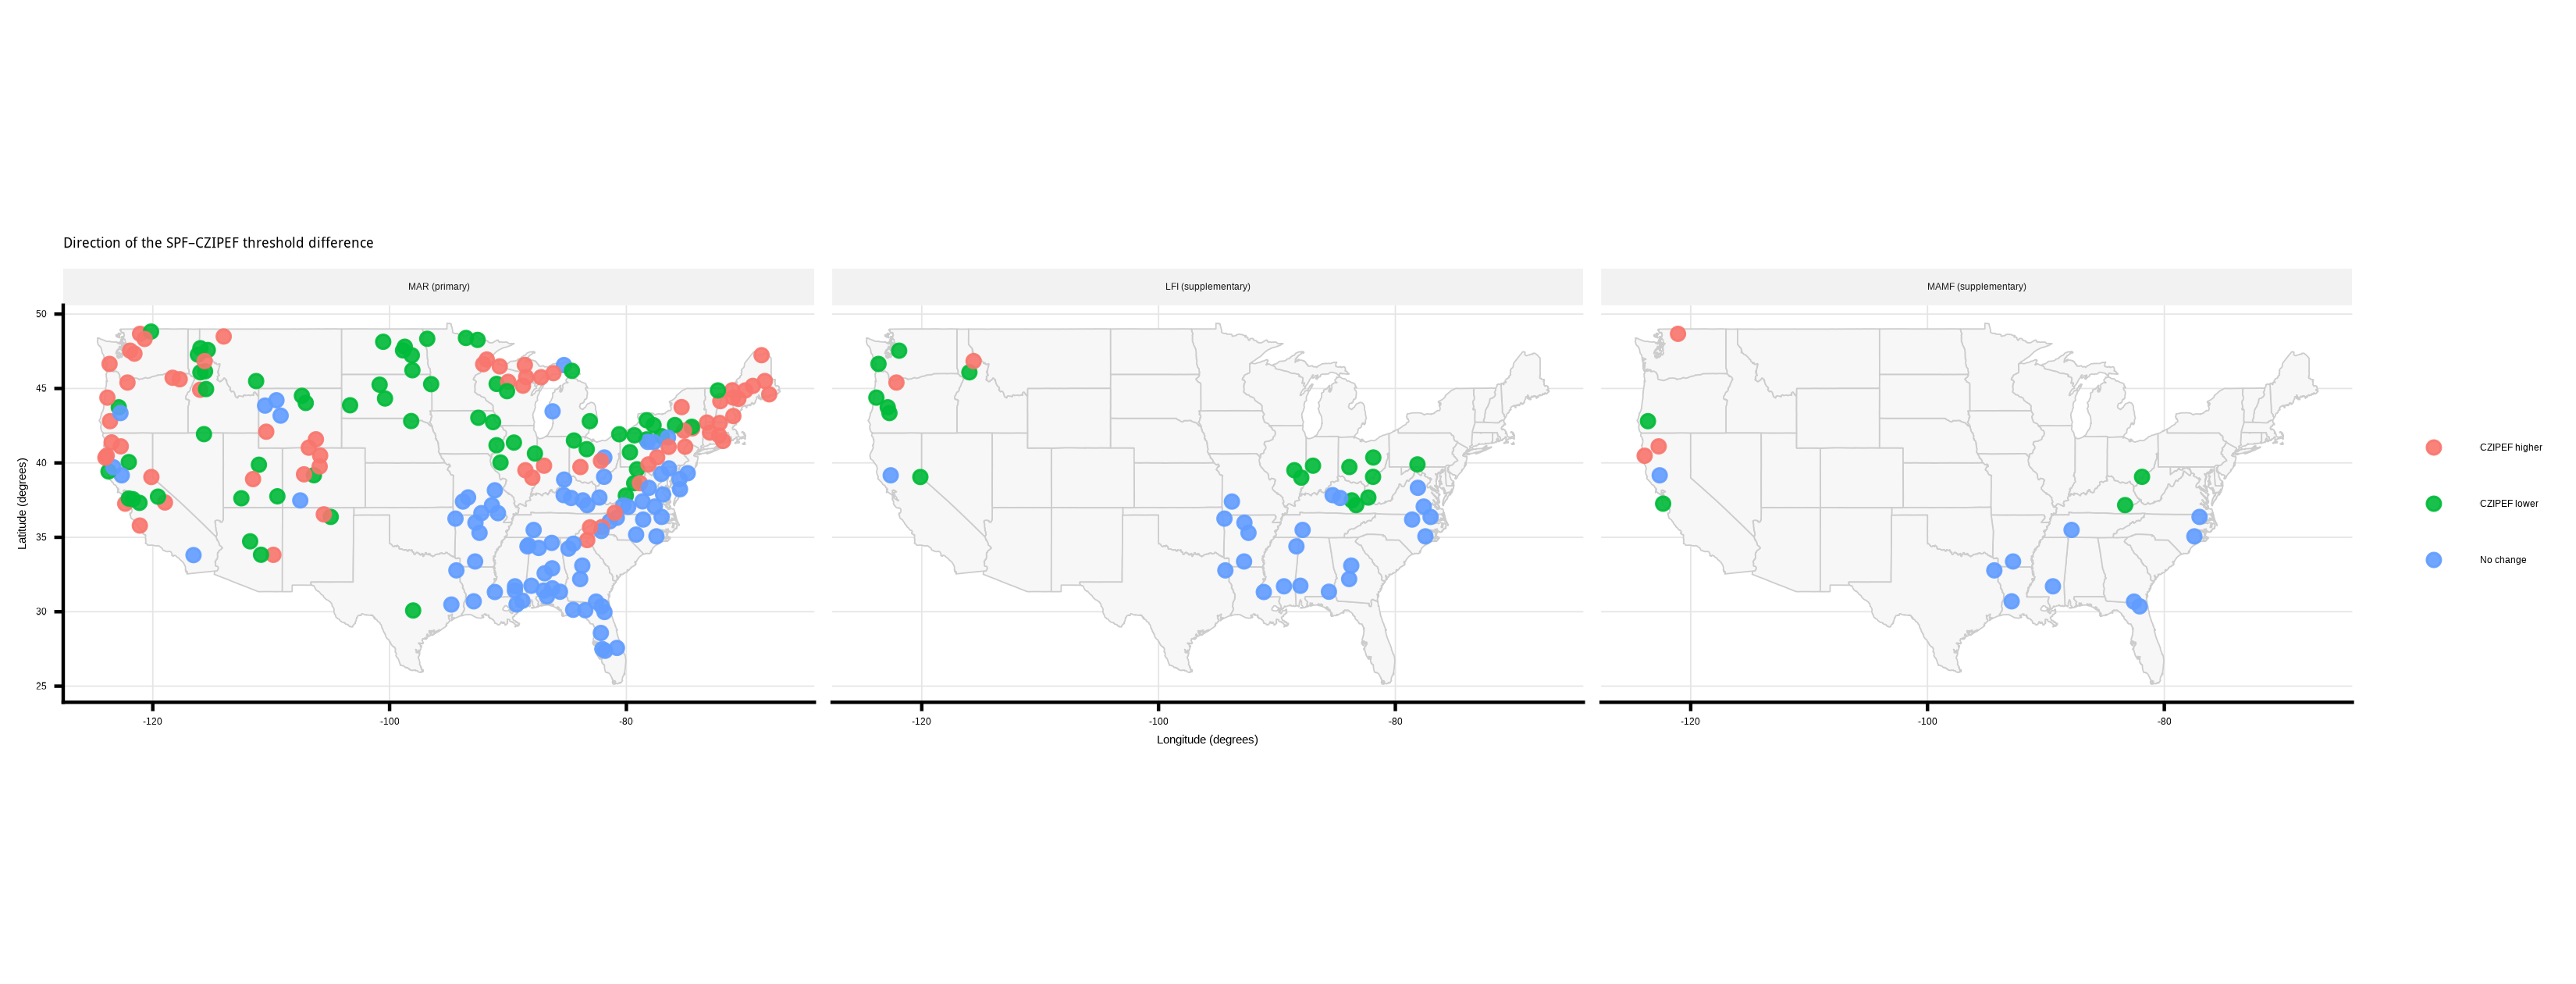 Direction of the SPF–CZIPEF threshold difference
MAR (primary)
LFI (supplementary)
MAMF (supplementary)
50
45
40
35
30
25
Latitude (degrees)
-120
-100
-80
-120
-100
-80
-120
-100
-80
Longitude (degrees)
CZIPEF higher
CZIPEF lower
No change